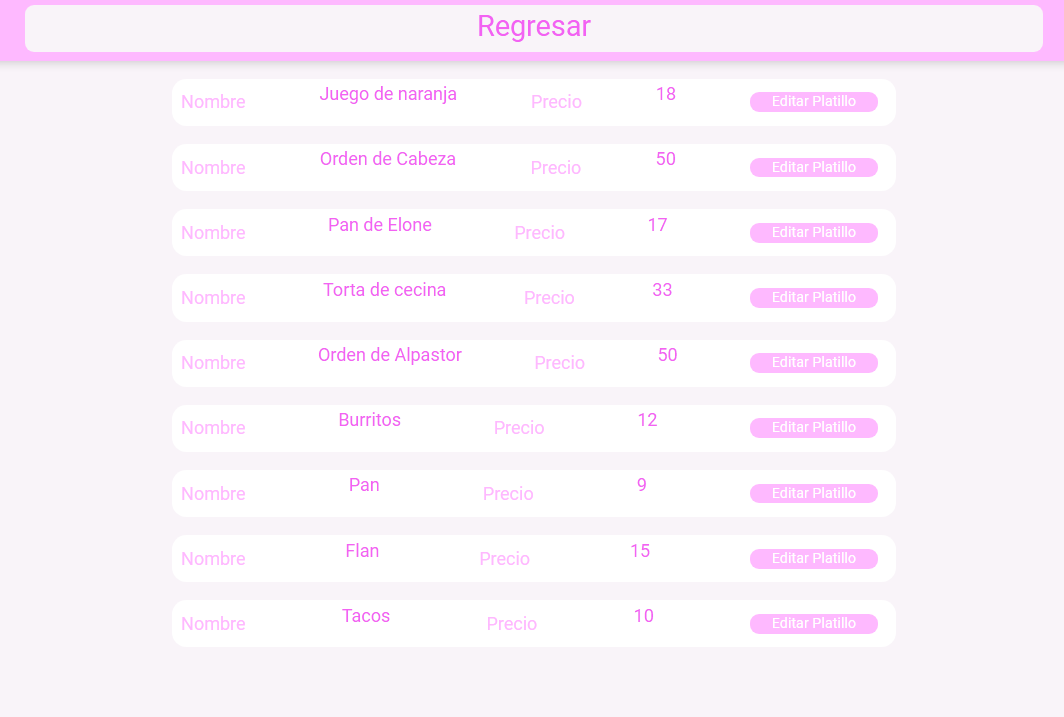 Regresar
Nombre Juego de naranja Precio 18 Editar Platillo
Nombre Orden de Cabeza Precio 50 Editar Platillo
Nombre Pan de Elone Precio 17 Editar Platillo
Nombre Torta de cecina Precio 33 Editar Platillo
Nombre Orden de Alpastor Precio 50 Editar Platillo
Nombre Burritos Precio 12 Editar Platillo
Nombre Pan Precio 9 Editar Platillo
Nombre Flan Precio 15 Editar Platillo
Nombre Tacos Precio 10 Editar Platillo